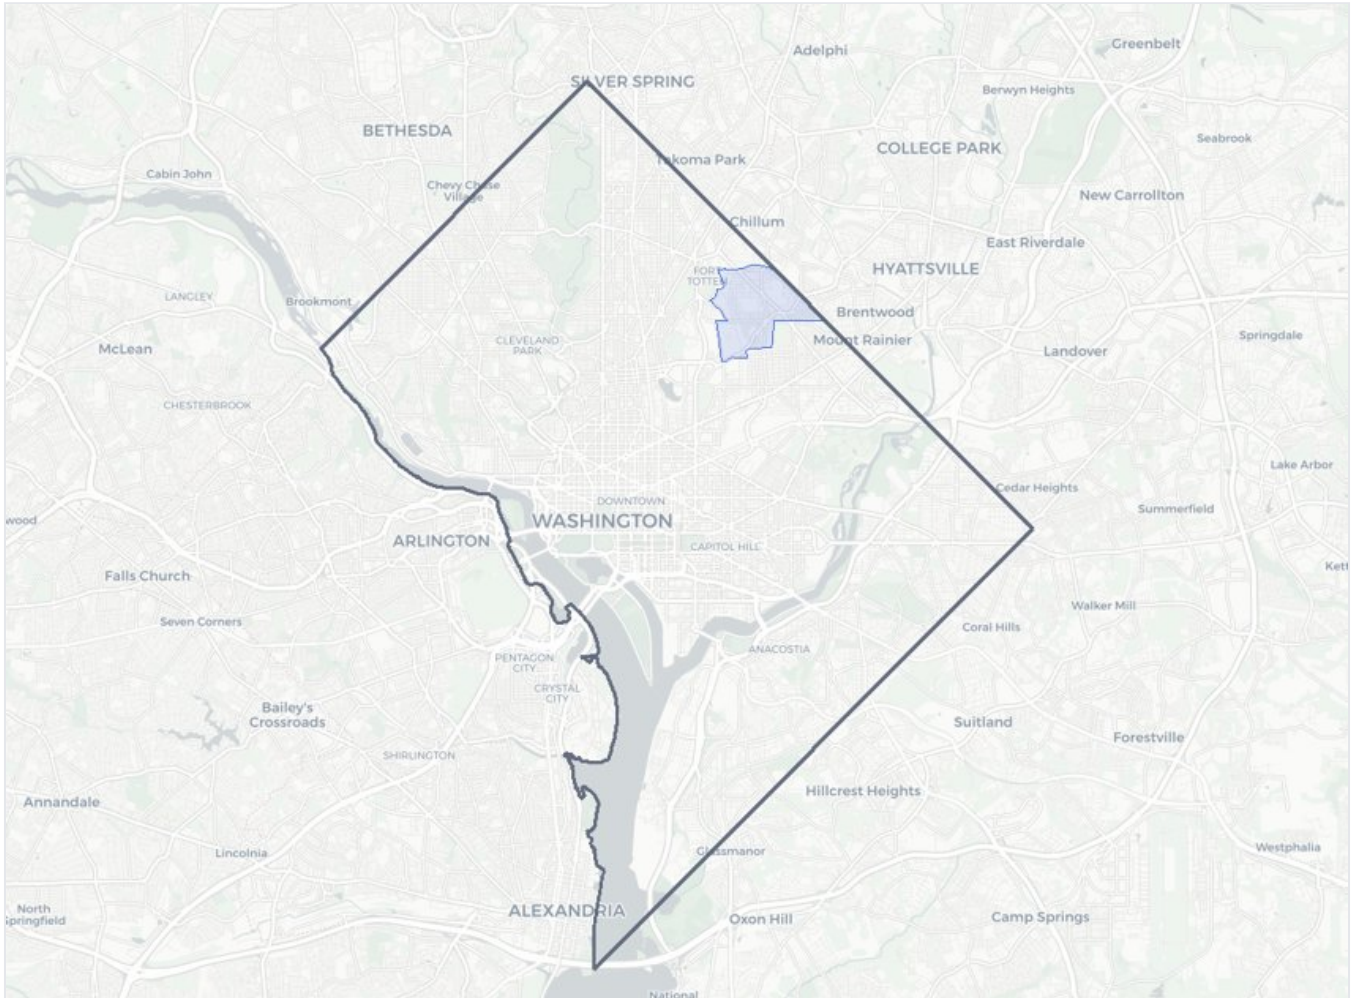 Adelphi
Greenbelt
SILVER SPRING
Berwyn Heights
BETHESDA
Seabrook
COLLEGE PARK
Takoma Park
Cabin John
Chevy Chase
Village
New Carrollton
Chillum
East Riverdale
FORT
TOTTEN
HYATTSVILLE
LANGLEY
Brookmont
Brentwood
Springdale
CLEVELAND
PARK
Mount Rainier
McLean
Landover
CHESTERBROOK
Lake Arbor
Cedar Heights
DOWNTOWN
Summerfield
wood
WASHINGTON
ARLINGTON
CAPITOL HILL
Kett
Falls Church
Walker Mill
Seven Corners
Coral Hills
ANACOSTIA
PENTAGON
CITY
CRYSTAL
CITY
Bailey's
Crossroads
Suitland
Forestville
SHIRLINGTON
Hillcrest Heights
Annandale
Lincolnia
Glassmanor
Westphalia
North
Springfield
ALEXANDRIA
Oxon Hill
Camp Springs
National